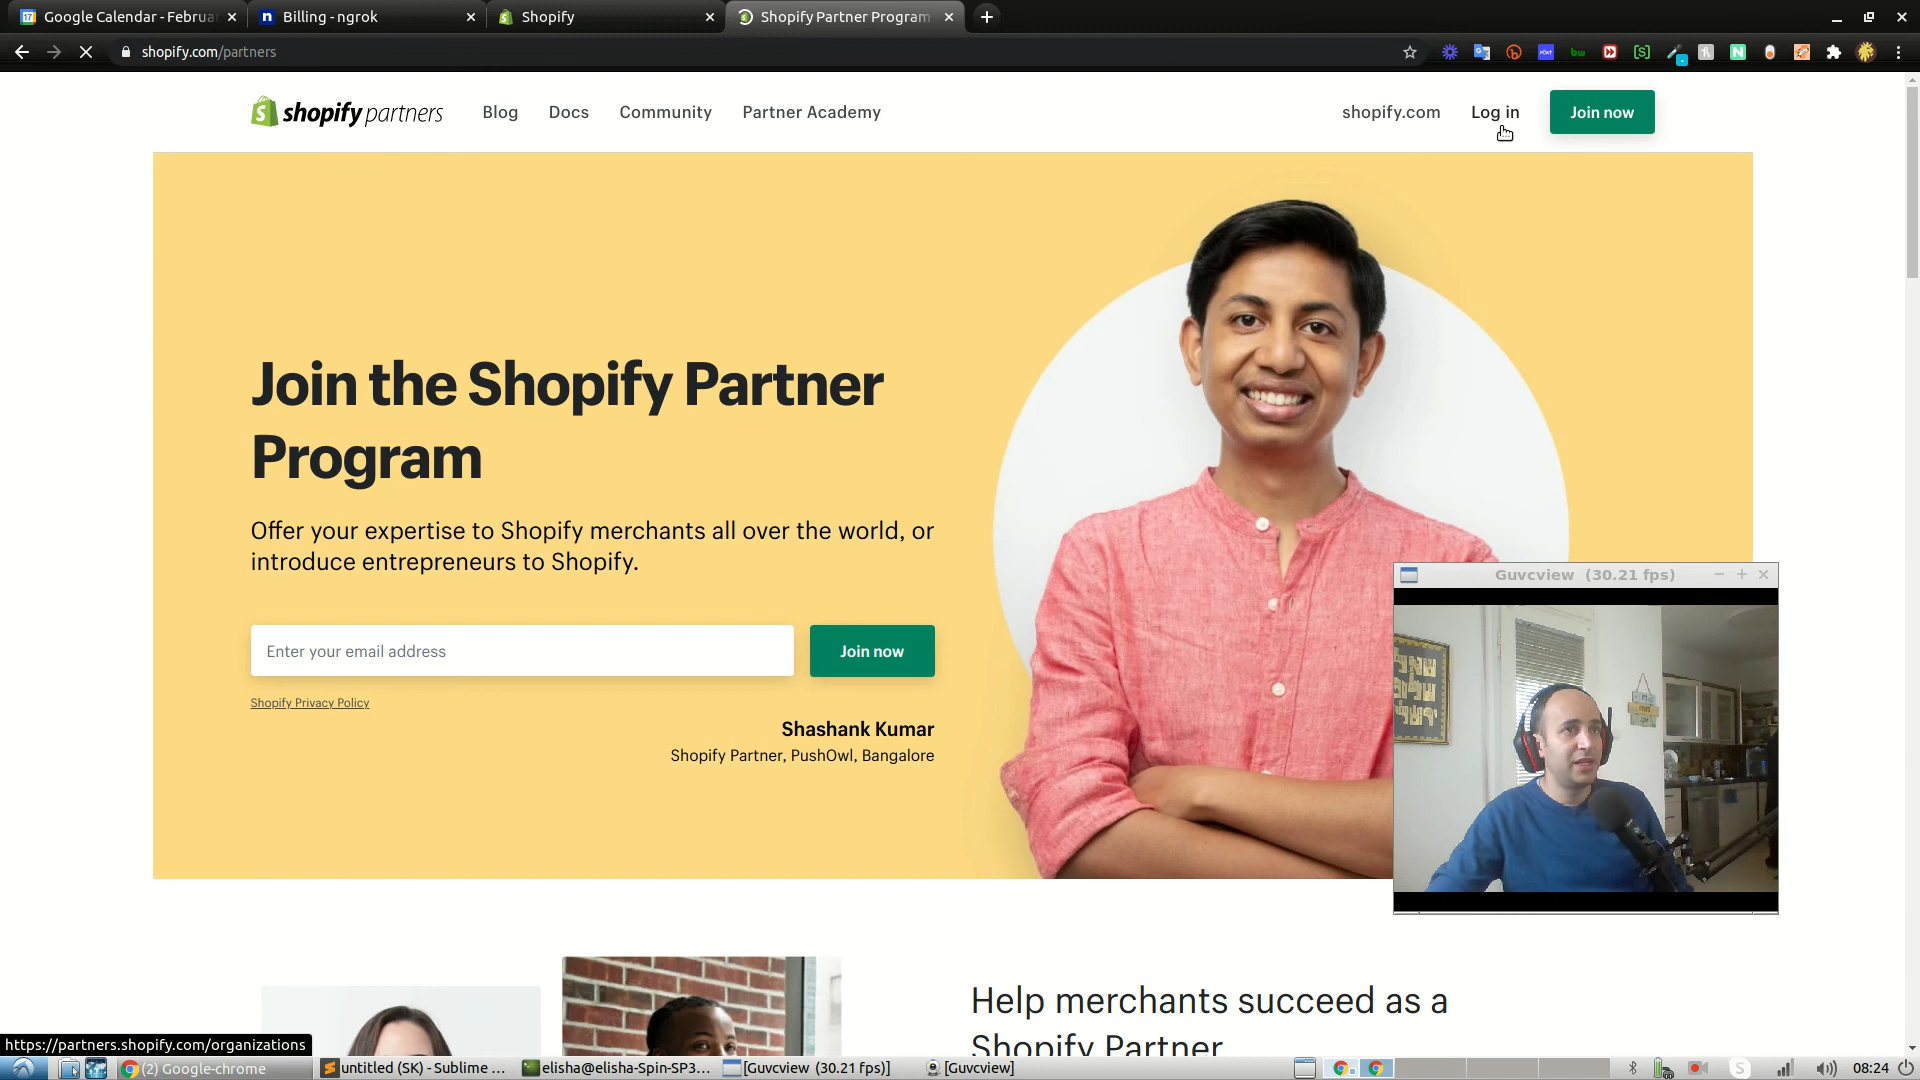 Google Calendar - Februa
Billing - ngrok
Shopify
Shopify Partner Program
shopify.com/partners
shopify partners
Blog
Docs
Community
Partner Academy
shopify.com
Log in
Join now
Join the Shopify Partner
Program
Offer your expertise to Shopify merchants all over the world, or
introduce entrepreneurs to Shopify.
Enter your email address
Join now
Shopify Privacy Policy
Shashank Kumar
Shopify Partner, PushOwl, Bangalore
Guvcview (30.21 fps)
Help merchants succeed as a
Shopify Partner
https://partners.shopify.com/organizations
(2) Google-chrome
untitled (SK) - Sublime ...
elisha@elisha-Spin-SP3...
[Guvcview (30.21 fps)]
[Guvcview]
08:24